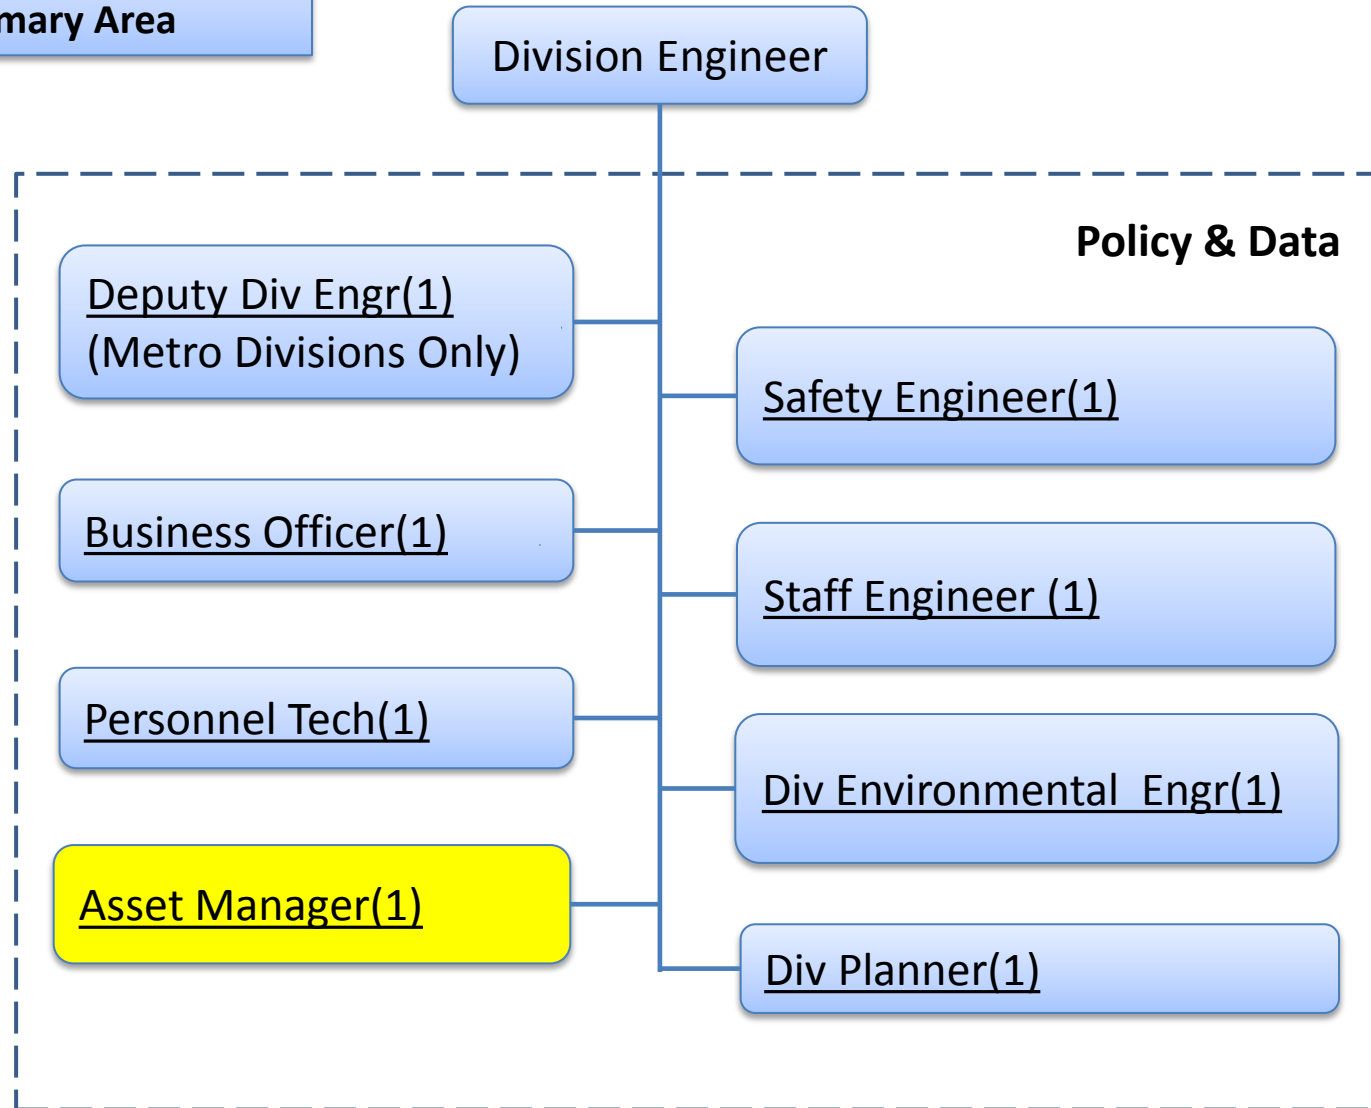 Area
Division Engineer
Policy & Data
Deputy Div Engr(1)
(Metro Divisions Only)
Safety Engineer(1)
Business Officer(1)
Staff Engineer (1)
Personnel Tech(1)
Div Environmental  Engr(1)
Asset Manager(1)
Div Planner(1)